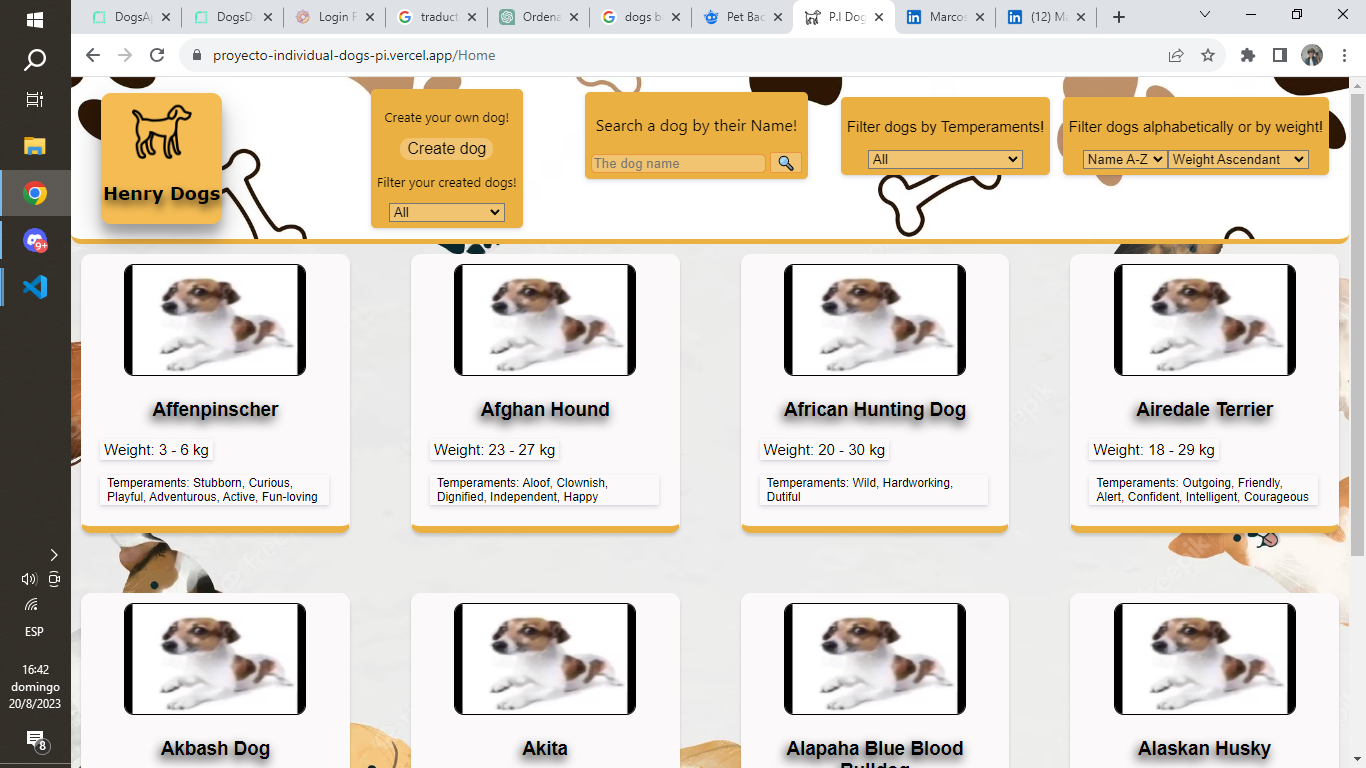 DogsA
DogsD
Login F
traduct
Ordena
dogs b
Pet Bac
P.I Dog
Marcos
(12) Ma
proyecto-individual-dogs-pi.vercel.app/Home
Henry Dogs
Create your own dog!
Create dog
Filter your created dogs!
All
Search a dog by their Name!
The dog name
Filter dogs by Temperaments!
All
Filter dogs alphabetically or by weight!
Name A-Z
Weight Ascendant
Affenpinscher
Weight: 3 - 6 kg
Temperaments: Stubborn, Curious,
Playful, Adventurous, Active, Fun-loving
Afghan Hound
Weight: 23 - 27 kg
Temperaments: Aloof, Clownish,
Dignified, Independent, Happy
African Hunting Dog
Weight: 20 - 30 kg
Temperaments: Wild, Hardworking,
Dutiful
Airedale Terrier
Weight: 18 - 29 kg
Temperaments: Outgoing, Friendly,
Alert, Confident, Intelligent, Courageous
Akbash Dog
Akita
Alapaha Blue Blood
Bulldog
Alaskan Husky
9+
ESP
16:42
domingo
20/8/2023
8